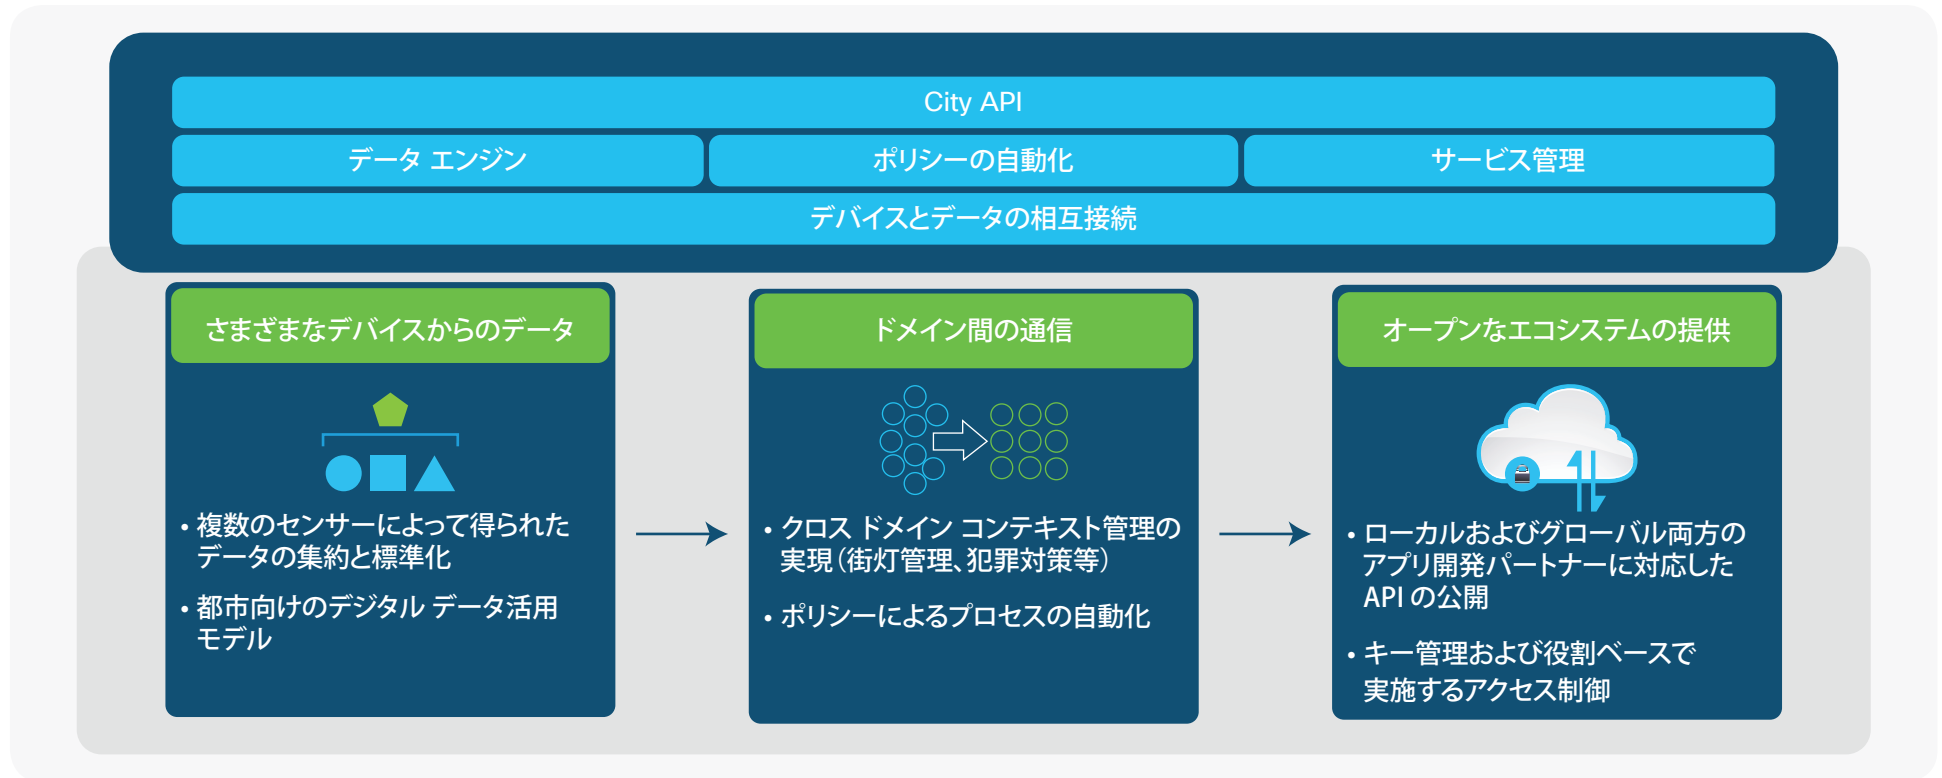 City API
データ エンジン
ポリシーの自動化
サービス管理
デバイスとデータの相互接続
さまざまなデバイスからのデータ
・複数のセンサーによって得られた
データの集約と標準化
・都市向けのデジタル データ活用
モデル
ドメイン間の通信
・クロス ドメイン コンテキスト管理の
実現（街灯管理、犯罪対策等）
・ポリシーによるプロセスの自動化
オープンなエコシステムの提供
・ローカルおよびグローバル両方の
アプリ開発パートナーに対応した
API の公開
・キー管理および役割ベースで
実施するアクセス制御